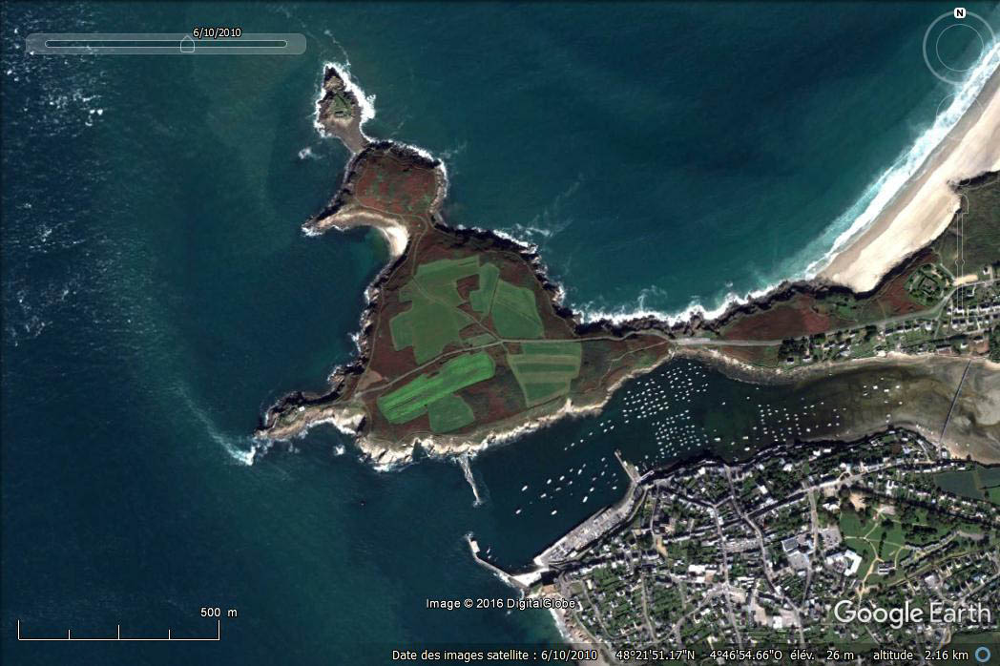 6/10/2010
N
500 m
Image © 2016 DigitalGlobe
Google Earth
Date des images satellite : 6/10/2010 48°21'51.17"N 4°46'54.66"O élév. 26 m altitude 2.16 km